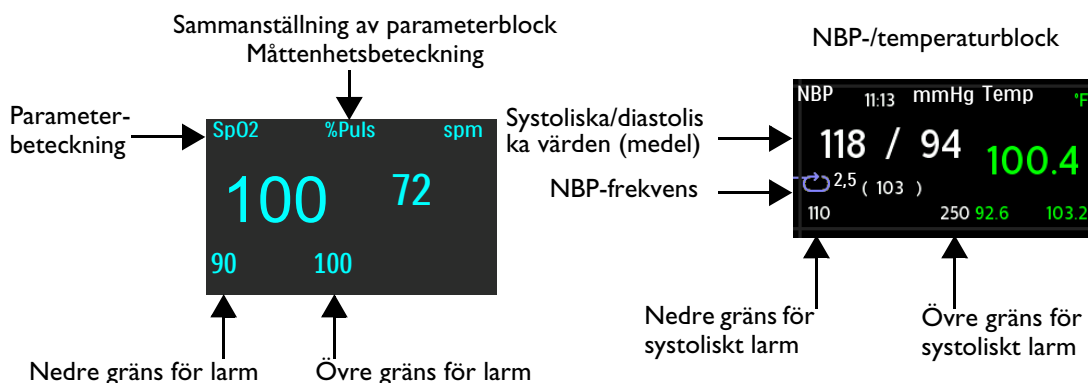 Sammanställning av parameterblock
Måttenhetsbeteckning
Parameter-
beteckning
SpO2 %Puls spm
100 72
90 100
Nedre gräns för larm Övre gräns för larm
NBP-/temperaturblock
Systoliska/diastolis
ka värden (medel)
NBP-frekvens
NBP 11:13 mmHg Temp °F
118 / 94 100.4
2,5 ( 103 )
110 250 92.6 103.2
Nedre gräns för
systoliskt larm
Övre gräns för
systoliskt larm